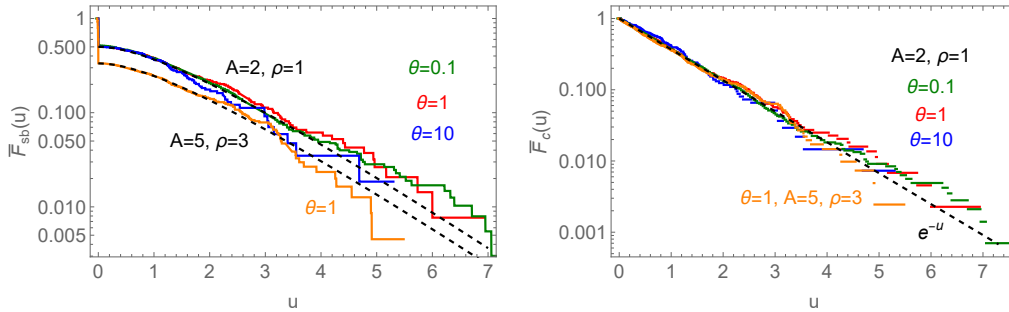 1
0.500
0.100
0.050
0.010
0.005
F̅sb(u)
A=2, ρ=1
θ=0.1
θ=1
θ=10
A=5, ρ=3
θ=1
0 1 2 3 4 5 6 7
u
1
0.100
0.010
0.001
F̅c(u)
A=2, ρ=1
θ=0.1
θ=1
θ=10
θ=1, A=5, ρ=3
e^-u
0 1 2 3 4 5 6 7
u